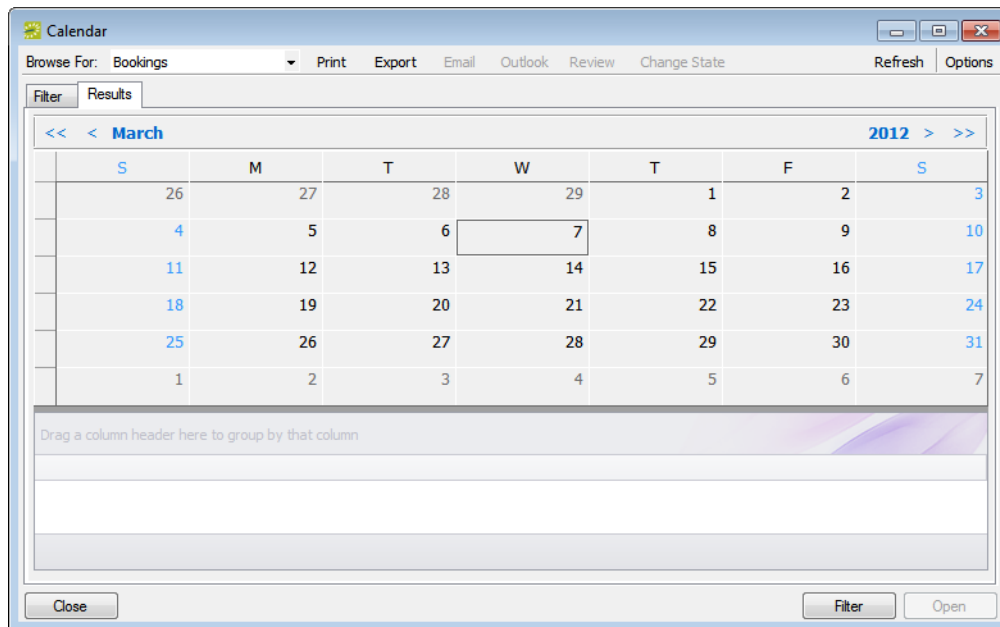 Calendar
Browse For: Bookings Print Export Email Outlook Review Change State Refresh Options
Filter Results
<< < March 2012 > >>
S M T W T F S
26 27 28 29 1 2 3
4 5 6 7 8 9 10
11 12 13 14 15 16 17
18 19 20 21 22 23 24
25 26 27 28 29 30 31
1 2 3 4 5 6 7
Drag a column header here to group by that column
Close Filter Open